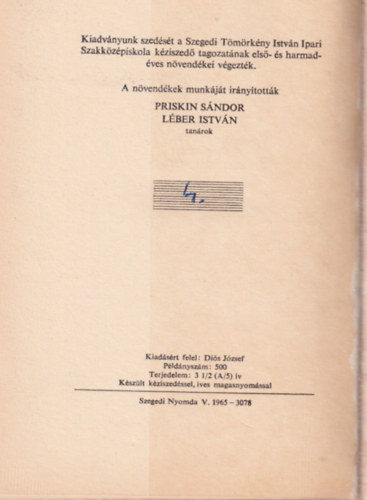 Kiadványunk szedését a Szegedi Tömörkény István Ipari
Szakközépiskola kéziszedő tagozatának első- és harmad-
éves növendékei végezték.
A növendékek munkáját irányították
PRISKIN SÁNDOR
LÉBER ISTVÁN
tanárok
4.
Kiadásért felel: Diós József
Példányszám: 500
Terjedelem: 3 1/2 (A/5) ív
Készült kéziszedéssel, íves magasnyomással
Szegedi Nyomda V. 1965 – 3078